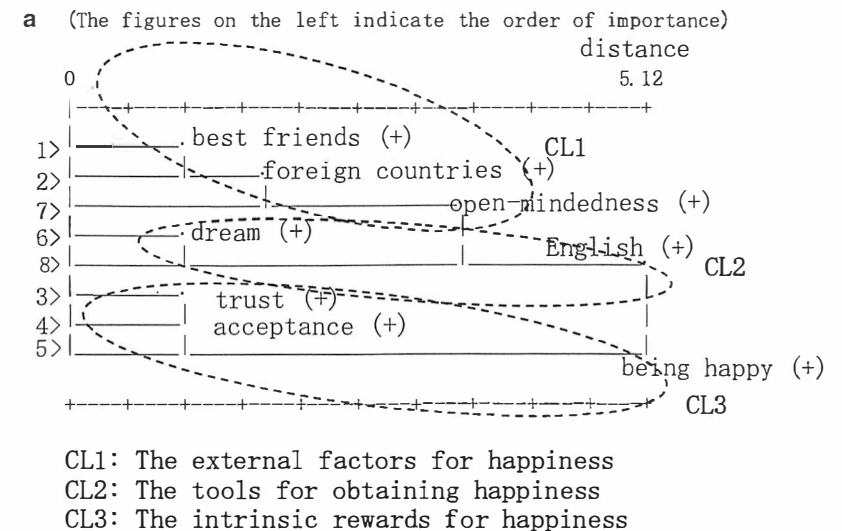 a (The figures on the left indicate the order of importance)
distance
0 5.12
1> best friends (+) CL1
2> foreign countries (+)
7> open-mindedness (+)
6> dream (+)
English (+)
8> CL2
3> trust (+)
4> acceptance (+)
5>
being happy (+)
CL3
CL1: The external factors for happiness
CL2: The tools for obtaining happiness
CL3: The intrinsic rewards for happiness